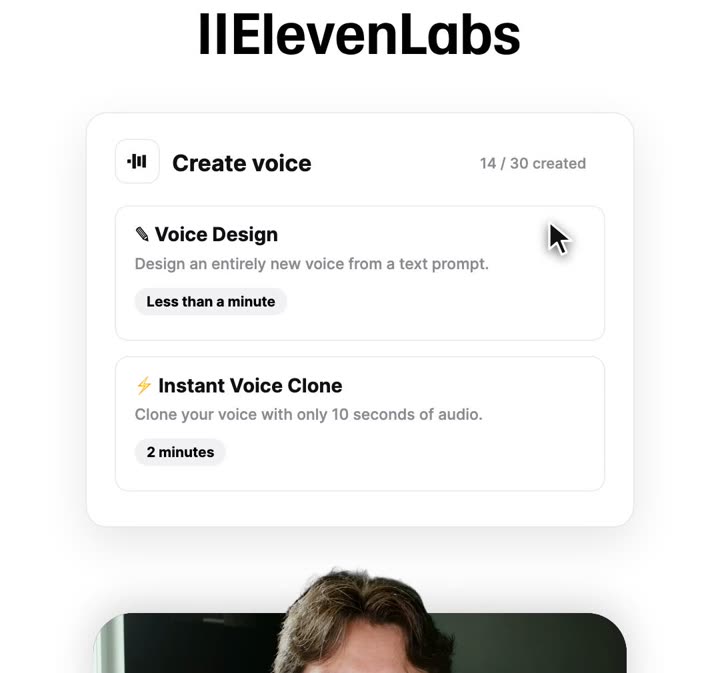 IIElevenLabs
Create voice
14 / 30 created
✎ Voice Design
Design an entirely new voice from a text prompt.
Less than a minute
⚡ Instant Voice Clone
Clone your voice with only 10 seconds of audio.
2 minutes